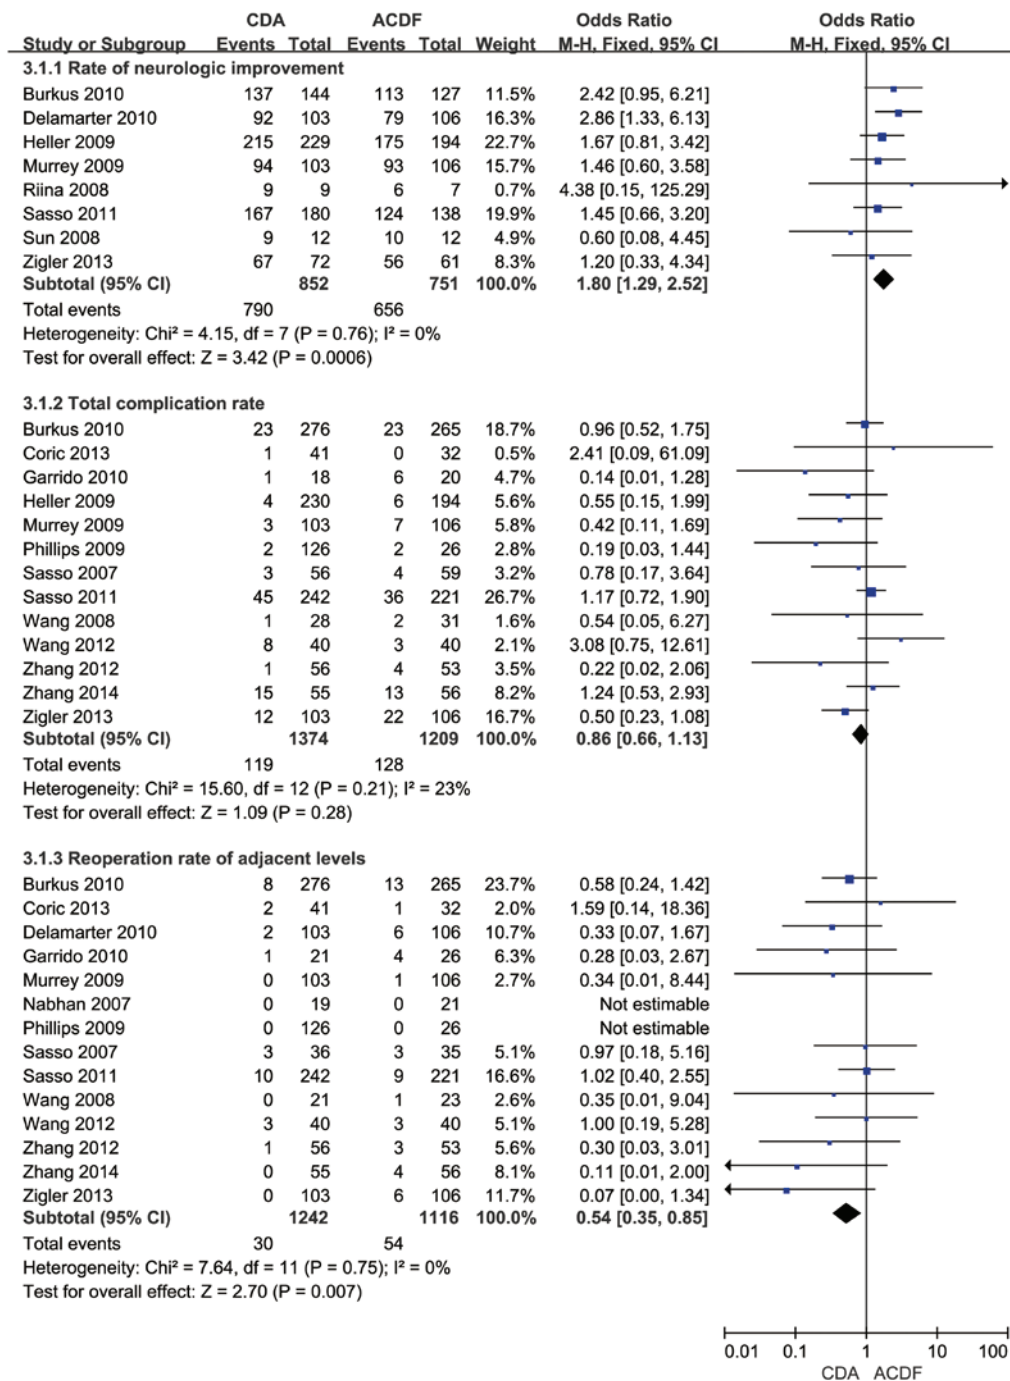 CDA ACDF Odds Ratio Odds Ratio
Study or Subgroup Events Total Events Total Weight M-H, Fixed, 95% CI M-H, Fixed, 95% CI
3.1.1 Rate of neurologic improvement
Burkus 2010 137 144 113 127 11.5% 2.42 [0.95, 6.21]
Delamarter 2010 92 103 79 106 16.3% 2.86 [1.33, 6.13]
Heller 2009 215 229 175 194 22.7% 1.67 [0.81, 3.42]
Murrey 2009 94 103 93 106 15.7% 1.46 [0.60, 3.58]
Riina 2008 9 9 6 7 0.7% 4.38 [0.15, 125.29]
Sasso 2011 167 180 124 138 19.9% 1.45 [0.66, 3.20]
Sun 2008 9 12 10 12 4.9% 0.60 [0.08, 4.45]
Zigler 2013 67 72 56 61 8.3% 1.20 [0.33, 4.34]
Subtotal (95% CI) 852 751 100.0% 1.80 [1.29, 2.52]
Total events 790 656
Heterogeneity: Chi² = 4.15, df = 7 (P = 0.76); I² = 0%
Test for overall effect: Z = 3.42 (P = 0.0006)
3.1.2 Total complication rate
Burkus 2010 23 276 23 265 18.7% 0.96 [0.52, 1.75]
Coric 2013 1 41 0 32 0.5% 2.41 [0.09, 61.09]
Garrido 2010 1 18 6 20 4.7% 0.14 [0.01, 1.28]
Heller 2009 4 230 6 194 5.6% 0.55 [0.15, 1.99]
Murrey 2009 3 103 7 106 5.8% 0.42 [0.11, 1.69]
Phillips 2009 2 126 2 26 2.8% 0.19 [0.03, 1.44]
Sasso 2007 3 56 4 59 3.2% 0.78 [0.17, 3.64]
Sasso 2011 45 242 36 221 26.7% 1.17 [0.72, 1.90]
Wang 2008 1 28 2 31 1.6% 0.54 [0.05, 6.27]
Wang 2012 8 40 3 40 2.1% 3.08 [0.75, 12.61]
Zhang 2012 1 56 4 53 3.5% 0.22 [0.02, 2.06]
Zhang 2014 15 55 13 56 8.2% 1.24 [0.53, 2.93]
Zigler 2013 12 103 22 106 16.7% 0.50 [0.23, 1.08]
Subtotal (95% CI) 1374 1209 100.0% 0.86 [0.66, 1.13]
Total events 119 128
Heterogeneity: Chi² = 15.60, df = 12 (P = 0.21); I² = 23%
Test for overall effect: Z = 1.09 (P = 0.28)
3.1.3 Reoperation rate of adjacent levels
Burkus 2010 8 276 13 265 23.7% 0.58 [0.24, 1.42]
Coric 2013 2 41 1 32 2.0% 1.59 [0.14, 18.36]
Delamarter 2010 2 103 6 106 10.7% 0.33 [0.07, 1.67]
Garrido 2010 1 21 4 26 6.3% 0.28 [0.03, 2.67]
Murrey 2009 0 103 1 106 2.7% 0.34 [0.01, 8.44]
Nabhan 2007 0 19 0 21 Not estimable
Phillips 2009 0 126 0 26 Not estimable
Sasso 2007 3 36 3 35 5.1% 0.97 [0.18, 5.16]
Sasso 2011 10 242 9 221 16.6% 1.02 [0.40, 2.55]
Wang 2008 0 21 1 23 2.6% 0.35 [0.01, 9.04]
Wang 2012 3 40 3 40 5.1% 1.00 [0.19, 5.28]
Zhang 2012 1 56 3 53 5.6% 0.30 [0.03, 3.01]
Zhang 2014 0 55 4 56 8.1% 0.11 [0.01, 2.00]
Zigler 2013 0 103 6 106 11.7% 0.07 [0.00, 1.34]
Subtotal (95% CI) 1242 1116 100.0% 0.54 [0.35, 0.85]
Total events 30 54
Heterogeneity: Chi² = 7.64, df = 11 (P = 0.75); I² = 0%
Test for overall effect: Z = 2.70 (P = 0.007)
0.01 0.1 1 10 100
CDA ACDF